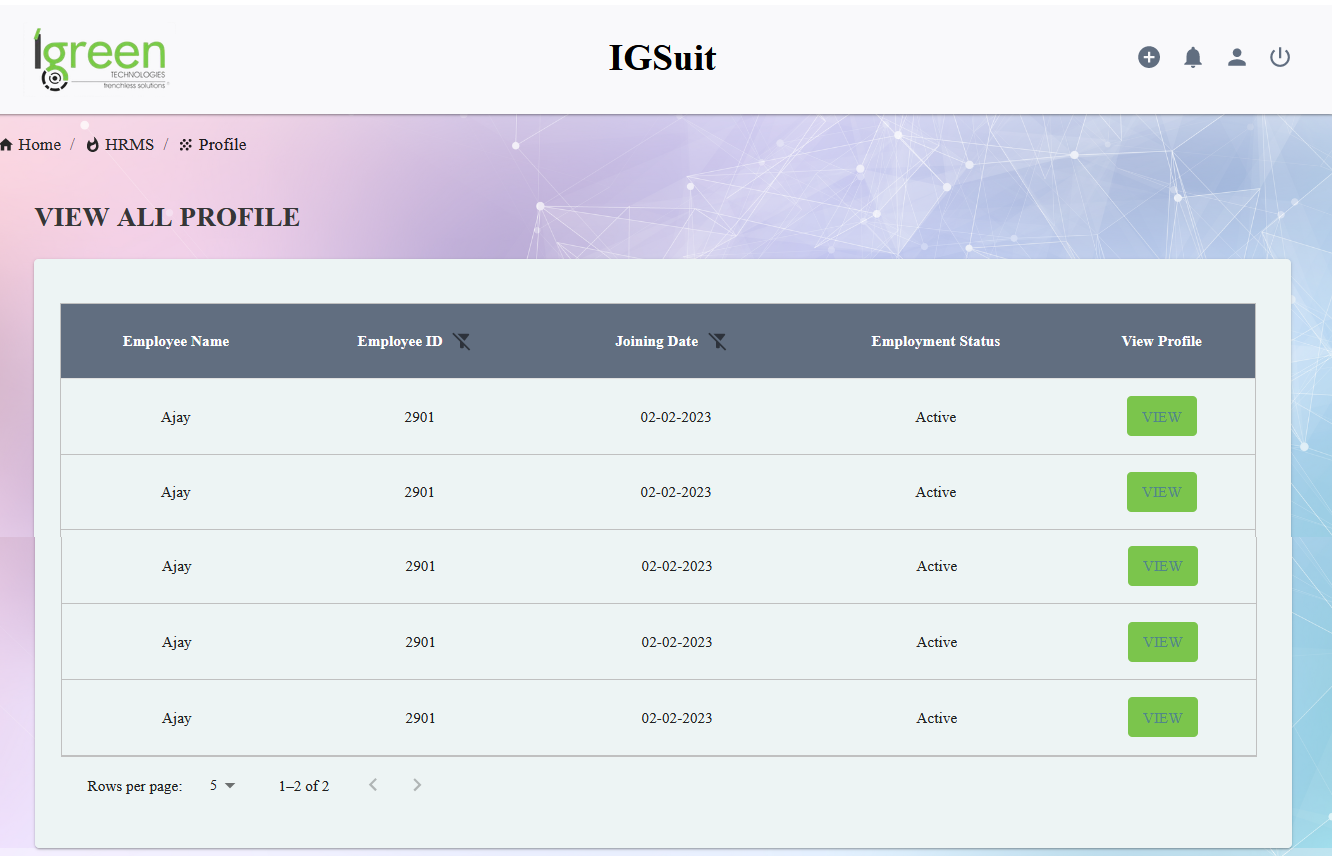 Igreen
TECHNOLOGIES
trenchless solutions
IGSuit
Home / HRMS / Profile
VIEW ALL PROFILE
Employee Name Employee ID Joining Date Employment Status View Profile
Ajay 2901 02-02-2023 Active VIEW
Ajay 2901 02-02-2023 Active VIEW
Ajay 2901 02-02-2023 Active VIEW
Ajay 2901 02-02-2023 Active VIEW
Ajay 2901 02-02-2023 Active VIEW
Rows per page: 5 1–2 of 2